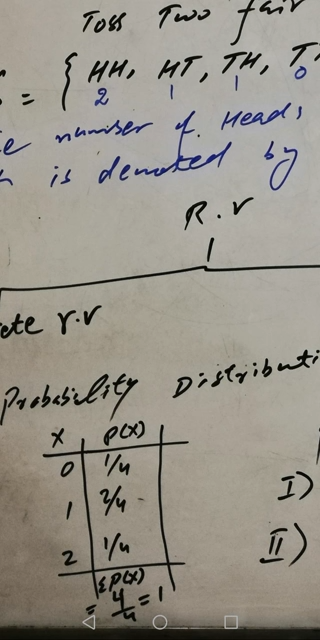 Toss Two fair
= { HH, HT, TH, T
2 1 1 0
number of Heads
is denoted by
R.v
ete r.v
Probability Distributi
X P(X)
0 1/4
1 2/4
2 1/4
ΣP(X)
= 4/4 = 1
I)
II)